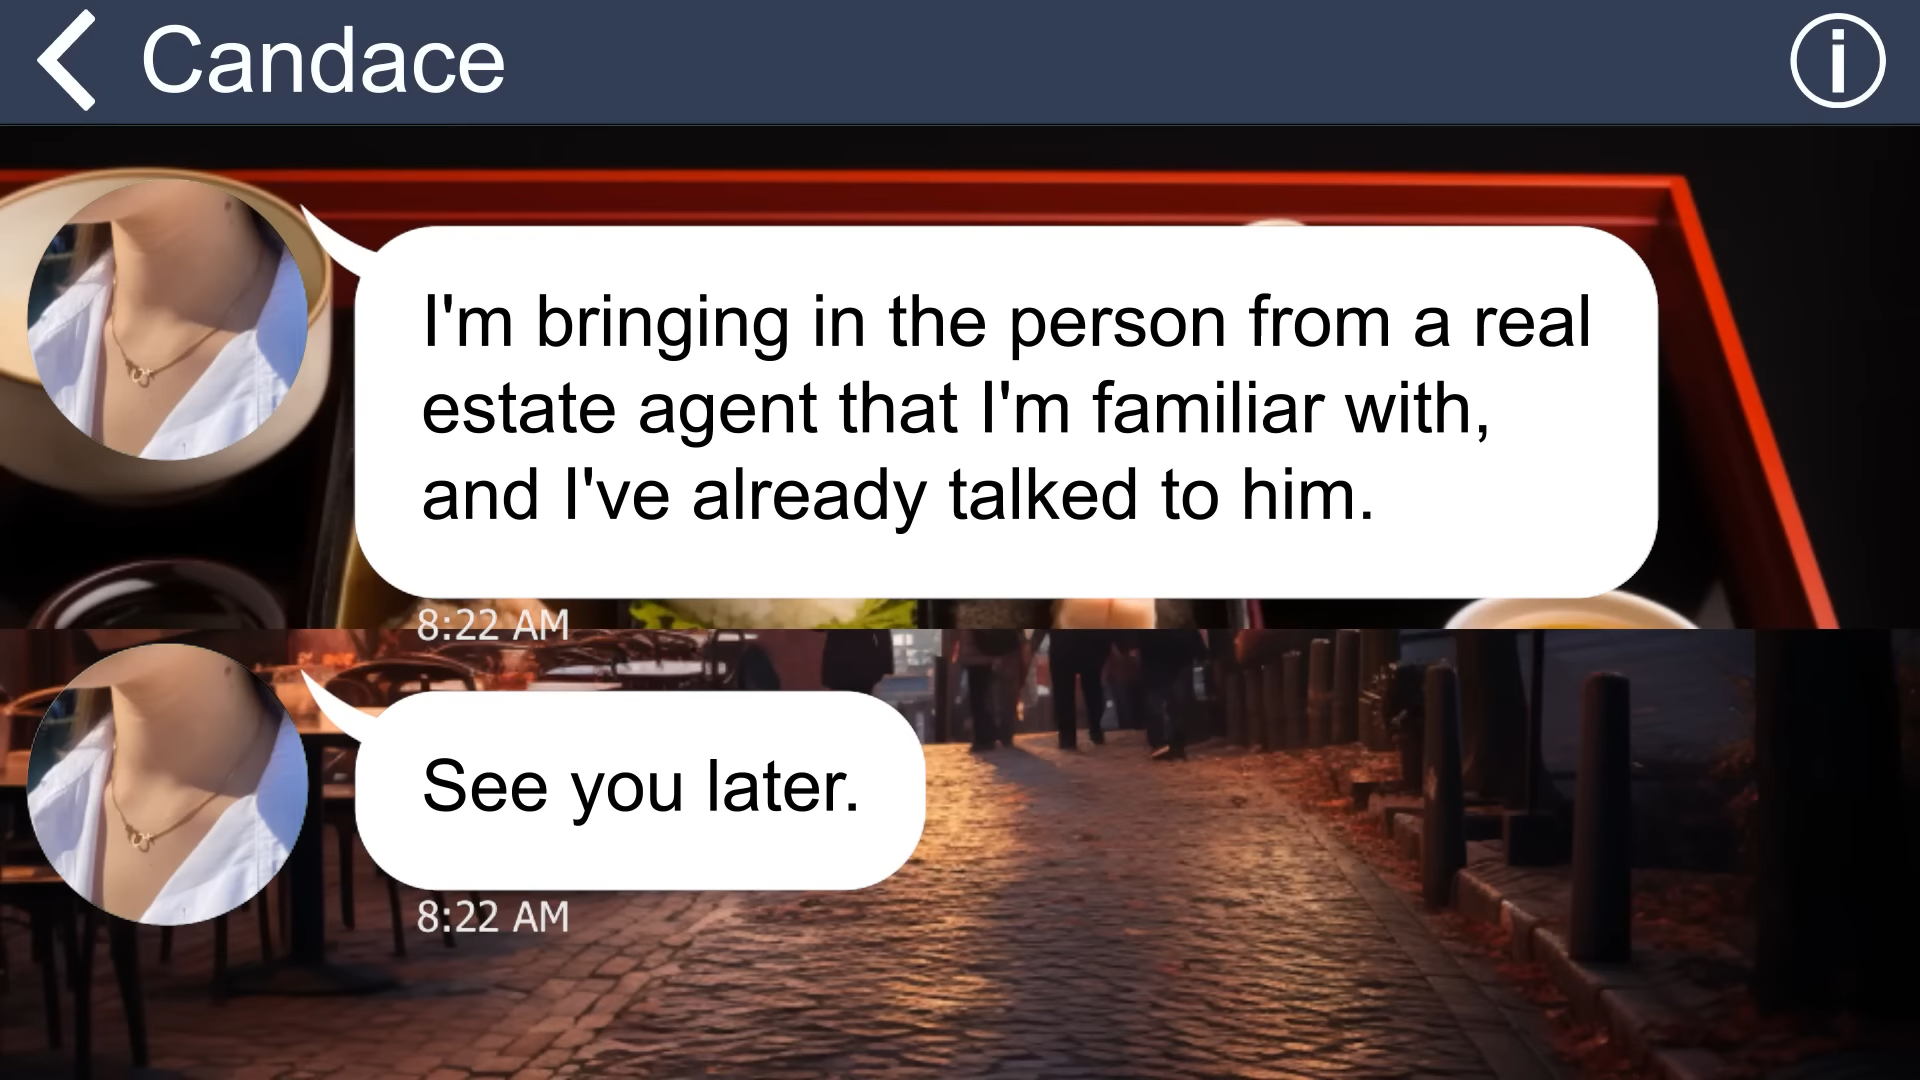 Candace
I'm bringing in the person from a real
estate agent that I'm familiar with,
and I've already talked to him.
8:22 AM
See you later.
8:22 AM